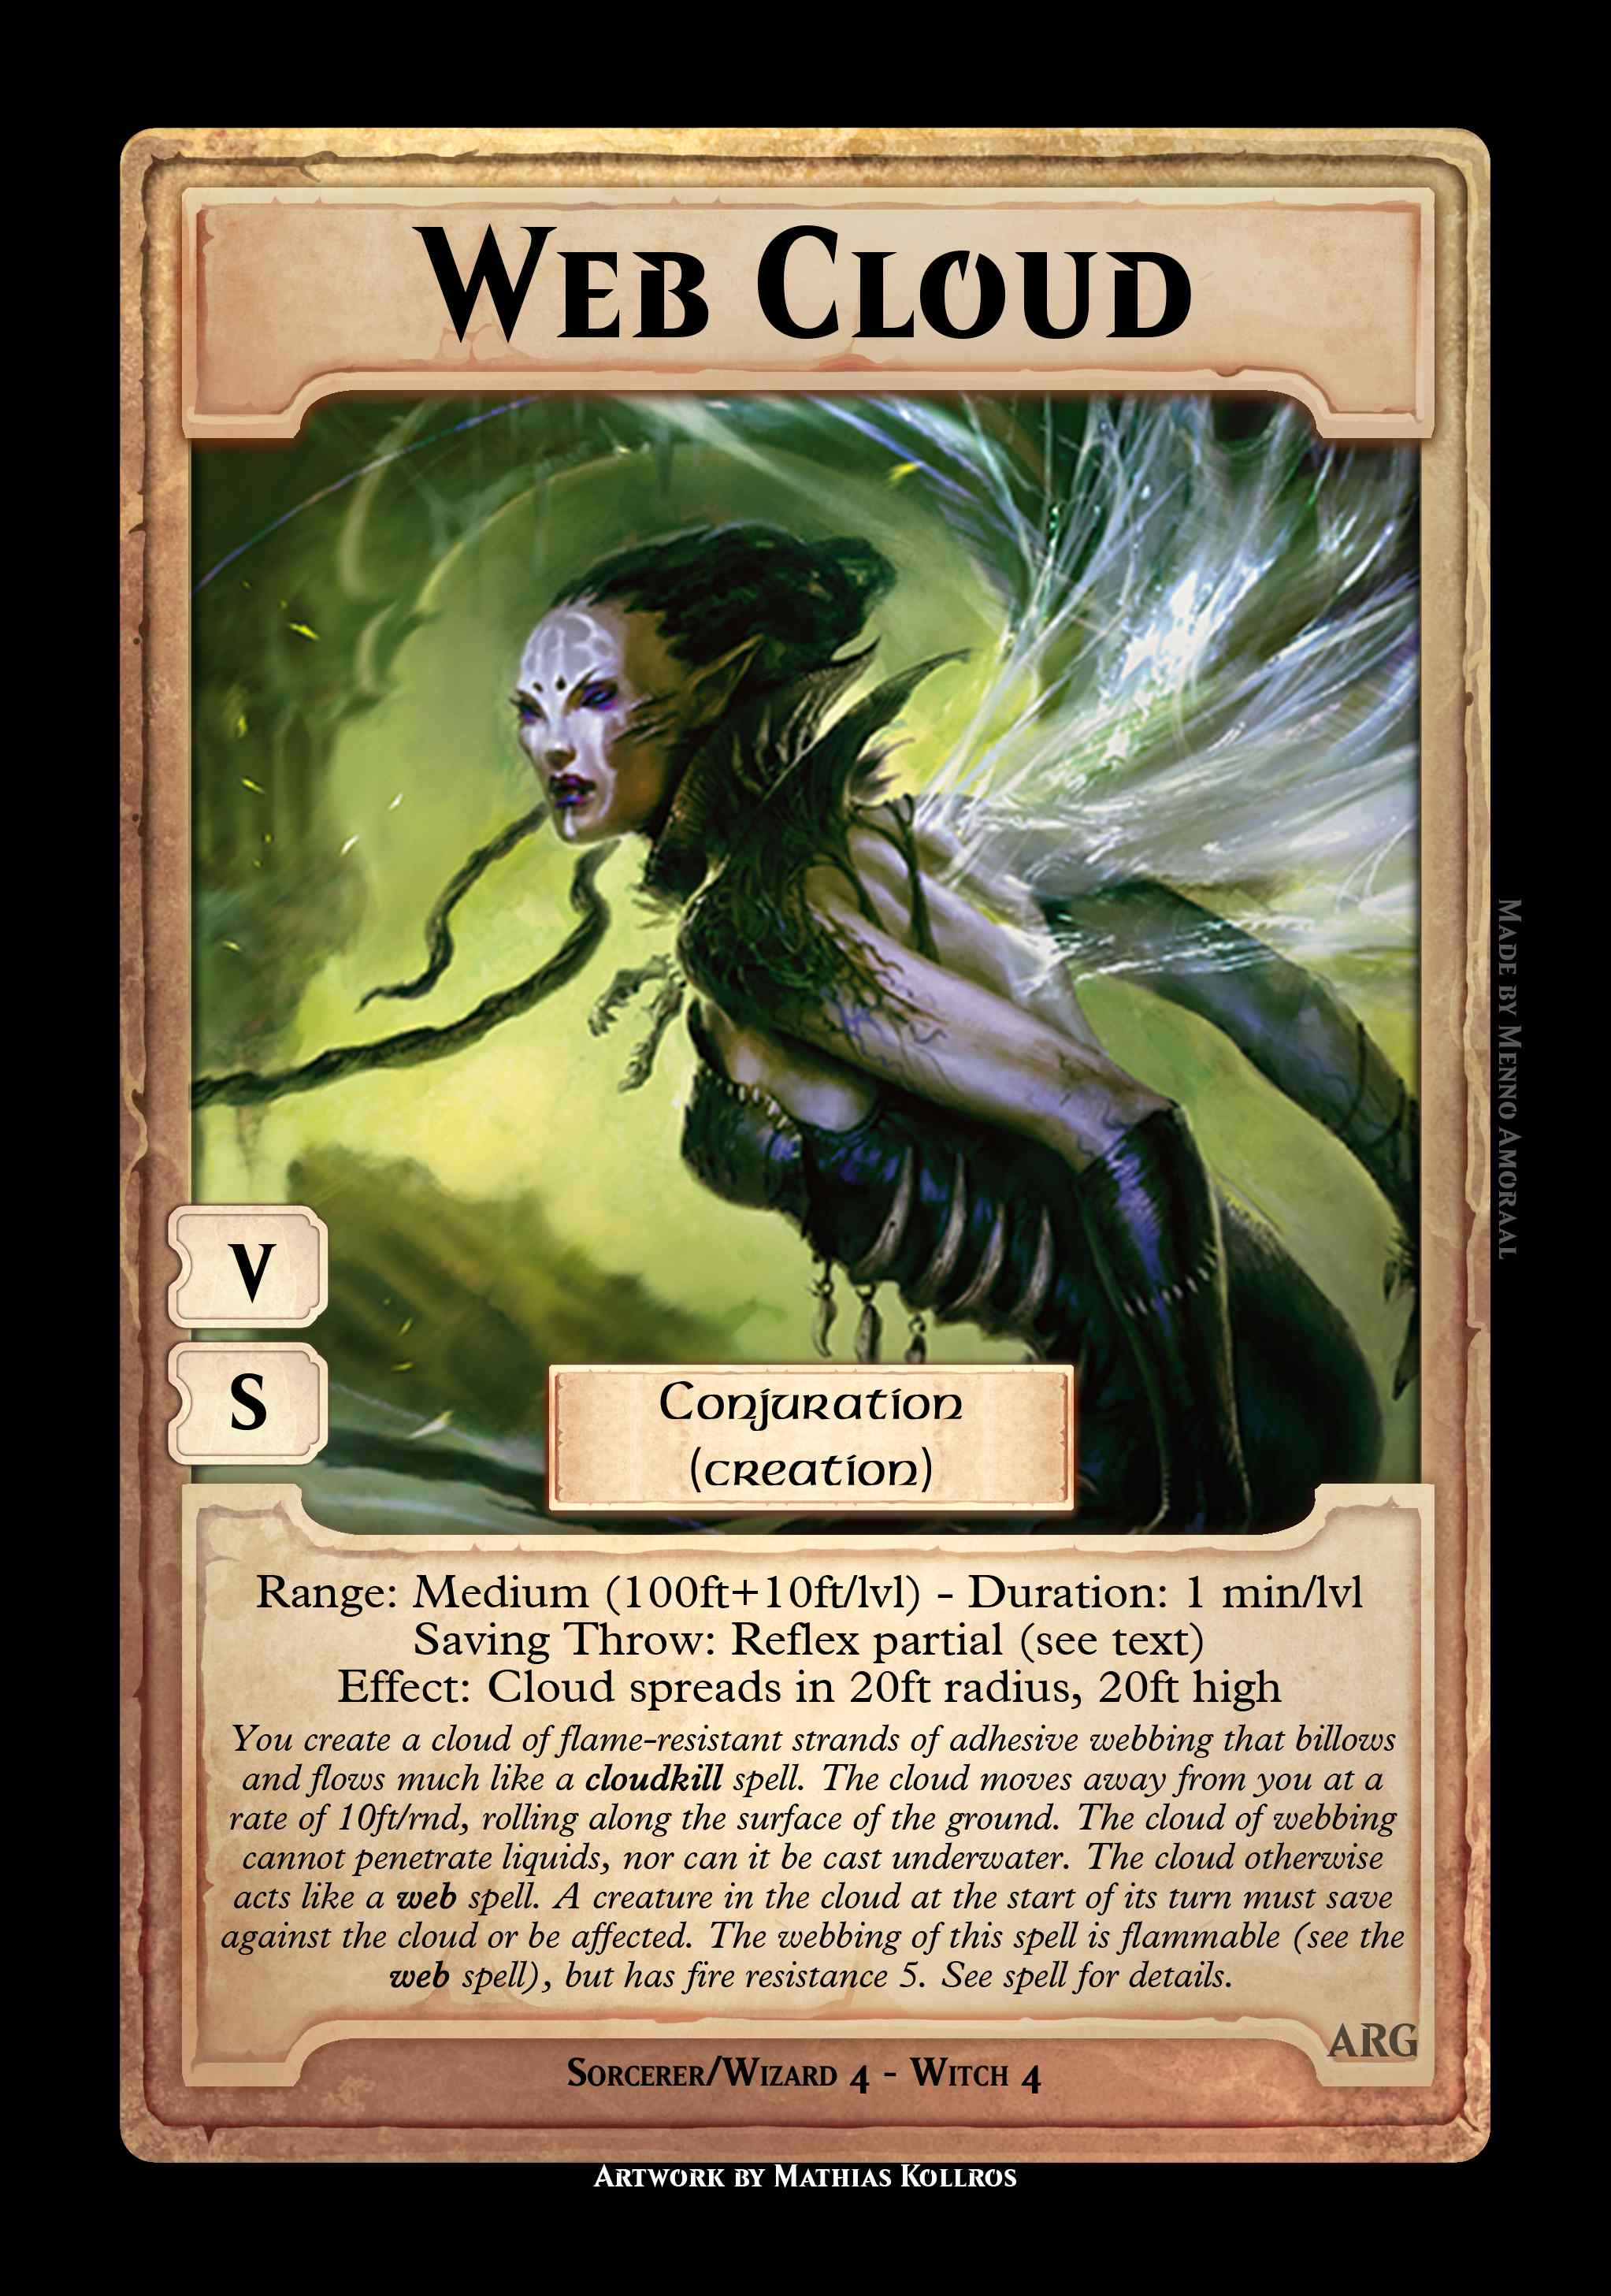 Web Cloud
V
S
Conjuration
(creation)
Range: Medium (100ft+10ft/lvl) - Duration: 1 min/lvl
Saving Throw: Reflex partial (see text)
Effect: Cloud spreads in 20ft radius, 20ft high
You create a cloud of flame-resistant strands of adhesive webbing that billows
and flows much like a cloudkill spell. The cloud moves away from you at a
rate of 10ft/rnd, rolling along the surface of the ground. The cloud of webbing
cannot penetrate liquids, nor can it be cast underwater. The cloud otherwise
acts like a web spell. A creature in the cloud at the start of its turn must save
against the cloud or be affected. The webbing of this spell is flammable (see the
web spell), but has fire resistance 5. See spell for details.
ARG
Sorcerer/Wizard 4 - Witch 4
Artwork by Mathias Kollros
Made by Menno Amoraal